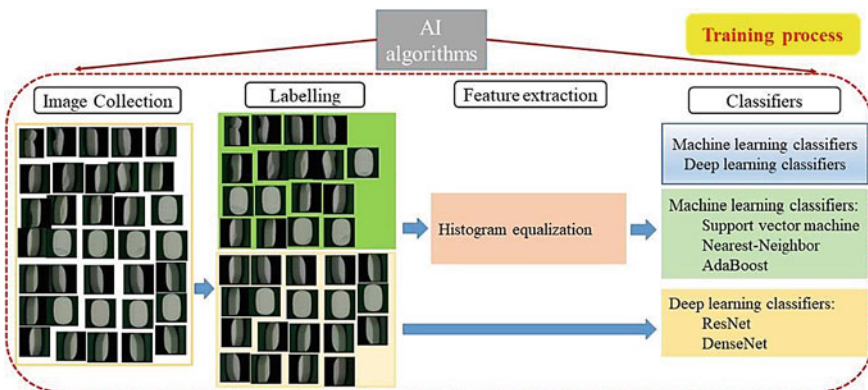 AI
algorithms
Training process
Image Collection
Labelling
Feature extraction
Classifiers
Machine learning classifiers
Deep learning classifiers
Histogram equalization
Machine learning classifiers:
Support vector machine
Nearest-Neighbor
AdaBoost
Deep learning classifiers:
ResNet
DenseNet